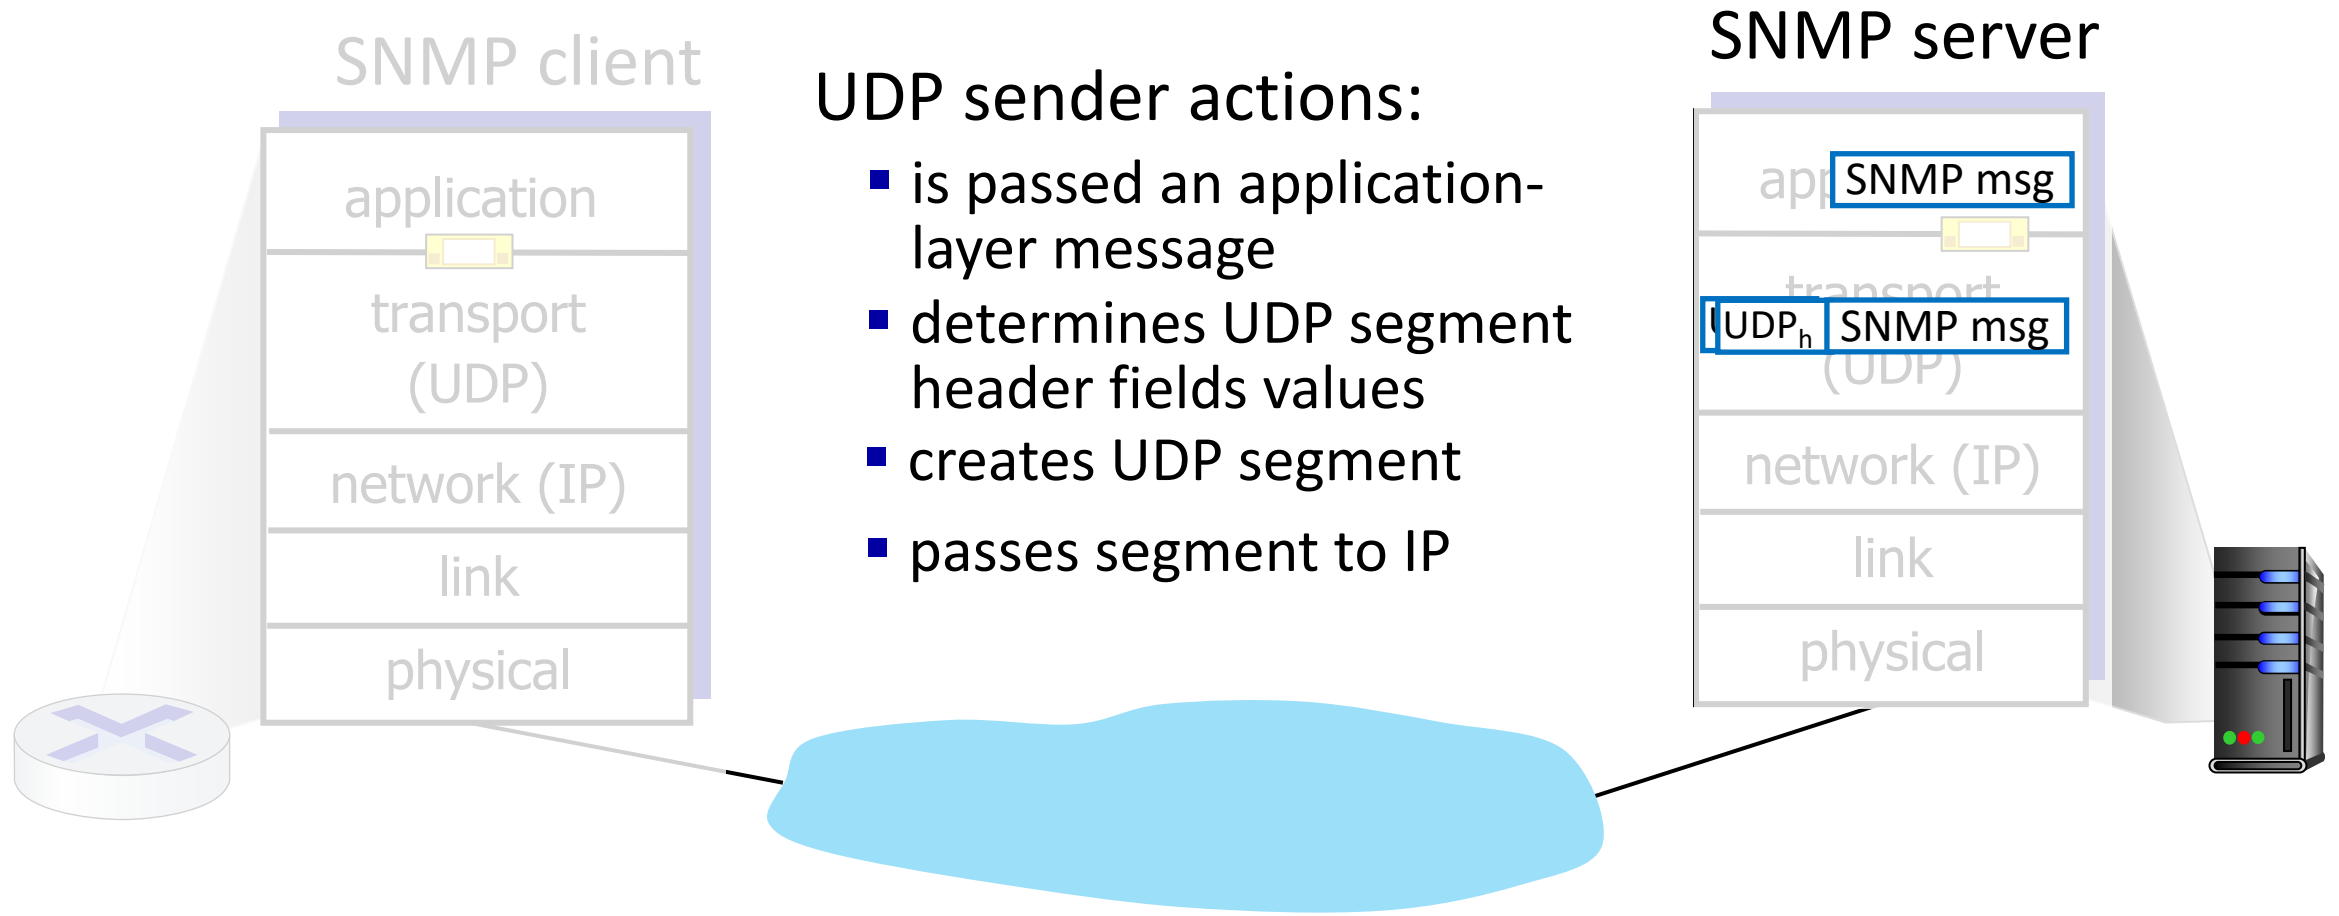 SNMP client
application
transport
(UDP)
network (IP)
link
physical
UDP sender actions:
is passed an application-
layer message
determines UDP segment
header fields values
creates UDP segment
passes segment to IP
SNMP server
SNMP msg
transport
UDPh SNMP msg
(UDP)
network (IP)
link
physical